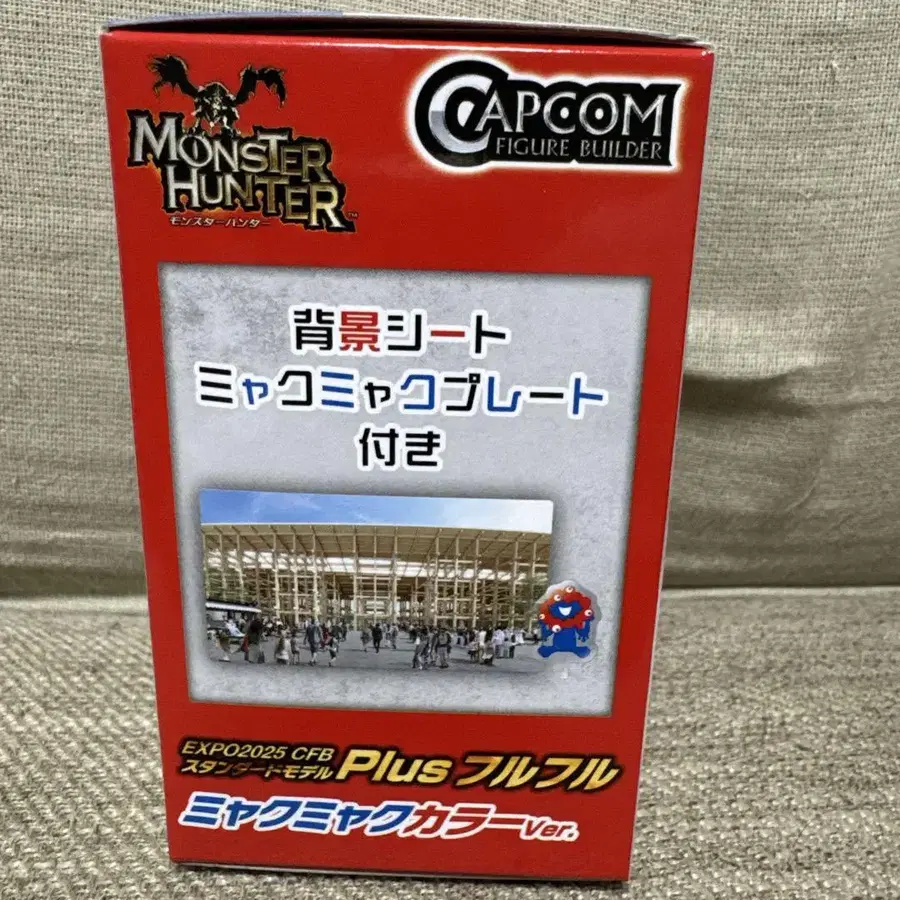 MONSTER
HUNTER™
モンスターハンター
CAPCOM
FIGURE BUILDER
背景シート
ミャクミャクプレート
付き
EXPO2025 CFB
スタンダードモデル Plus フルフル
ミャクミャクカラーVer.